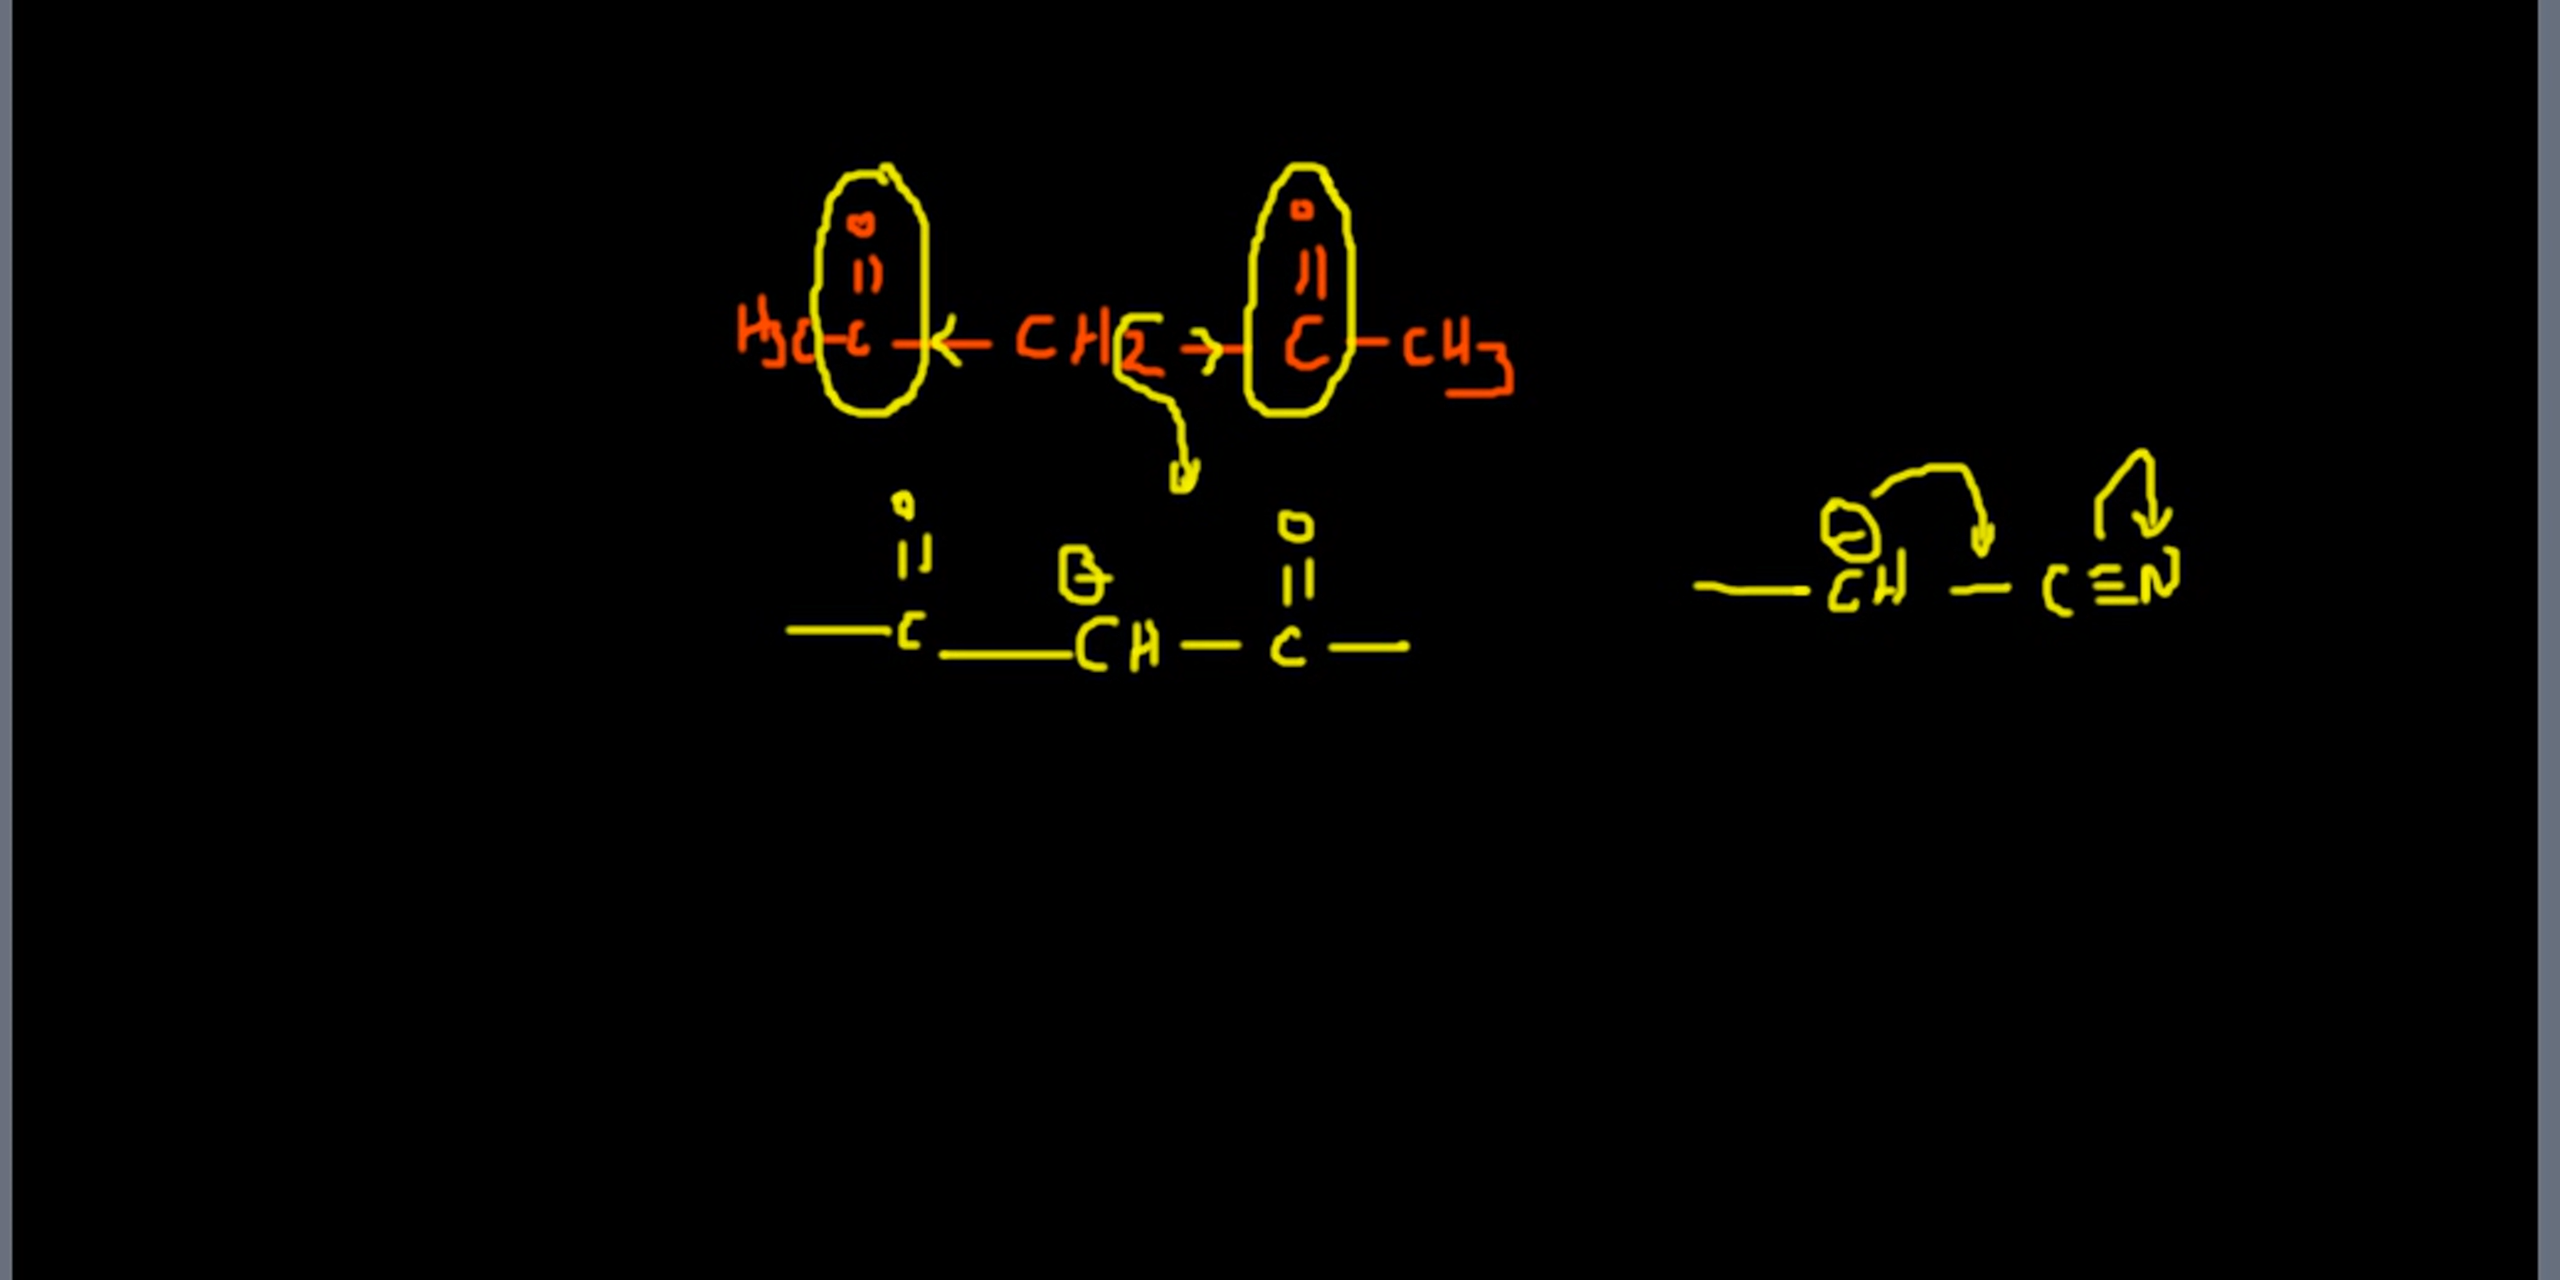 O O
|| ||
H3C-C — CH2 — C-CH3
O O
|| ⊖ ||
—C—CH—C—
⊖
—CH—C≡N